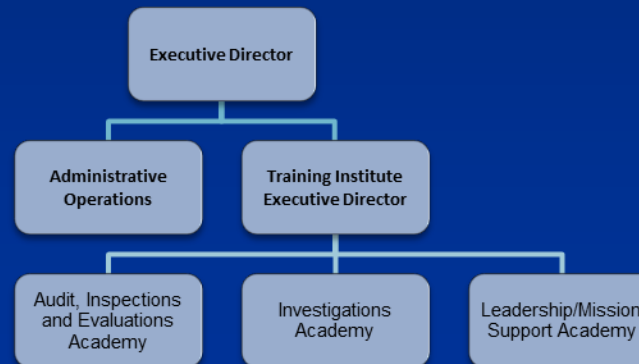 Executive Director
Administrative
Operations
Training Institute
Executive Director
Audit, Inspections
and Evaluations
Academy
Investigations
Academy
Leadership/Mission
Support Academy